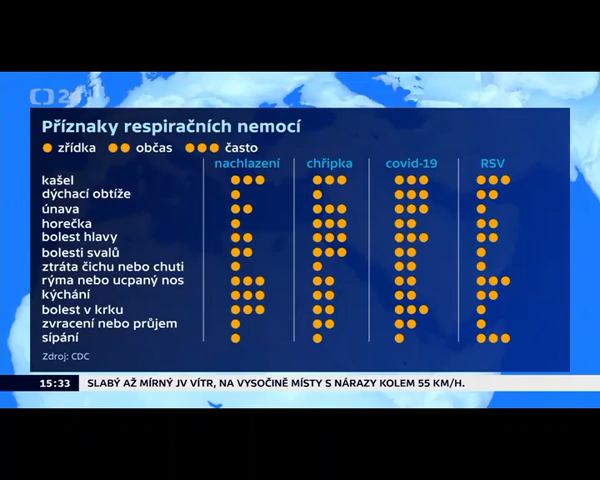 Příznaky respiračních nemocí
zřídka občas často
nachlazení chřipka covid-19 RSV
kašel
dýchací obtíže
únava
horečka
bolest hlavy
bolesti svalů
ztráta čichu nebo chuti
rýma nebo ucpaný nos
kýchání
bolest v krku
zvracení nebo průjem
sípání
Zdroj: CDC
15:33 SLABÝ AŽ MÍRNÝ JV VÍTR, NA VYSOČINĚ MÍSTY S NÁRAZY KOLEM 55 KM/H.